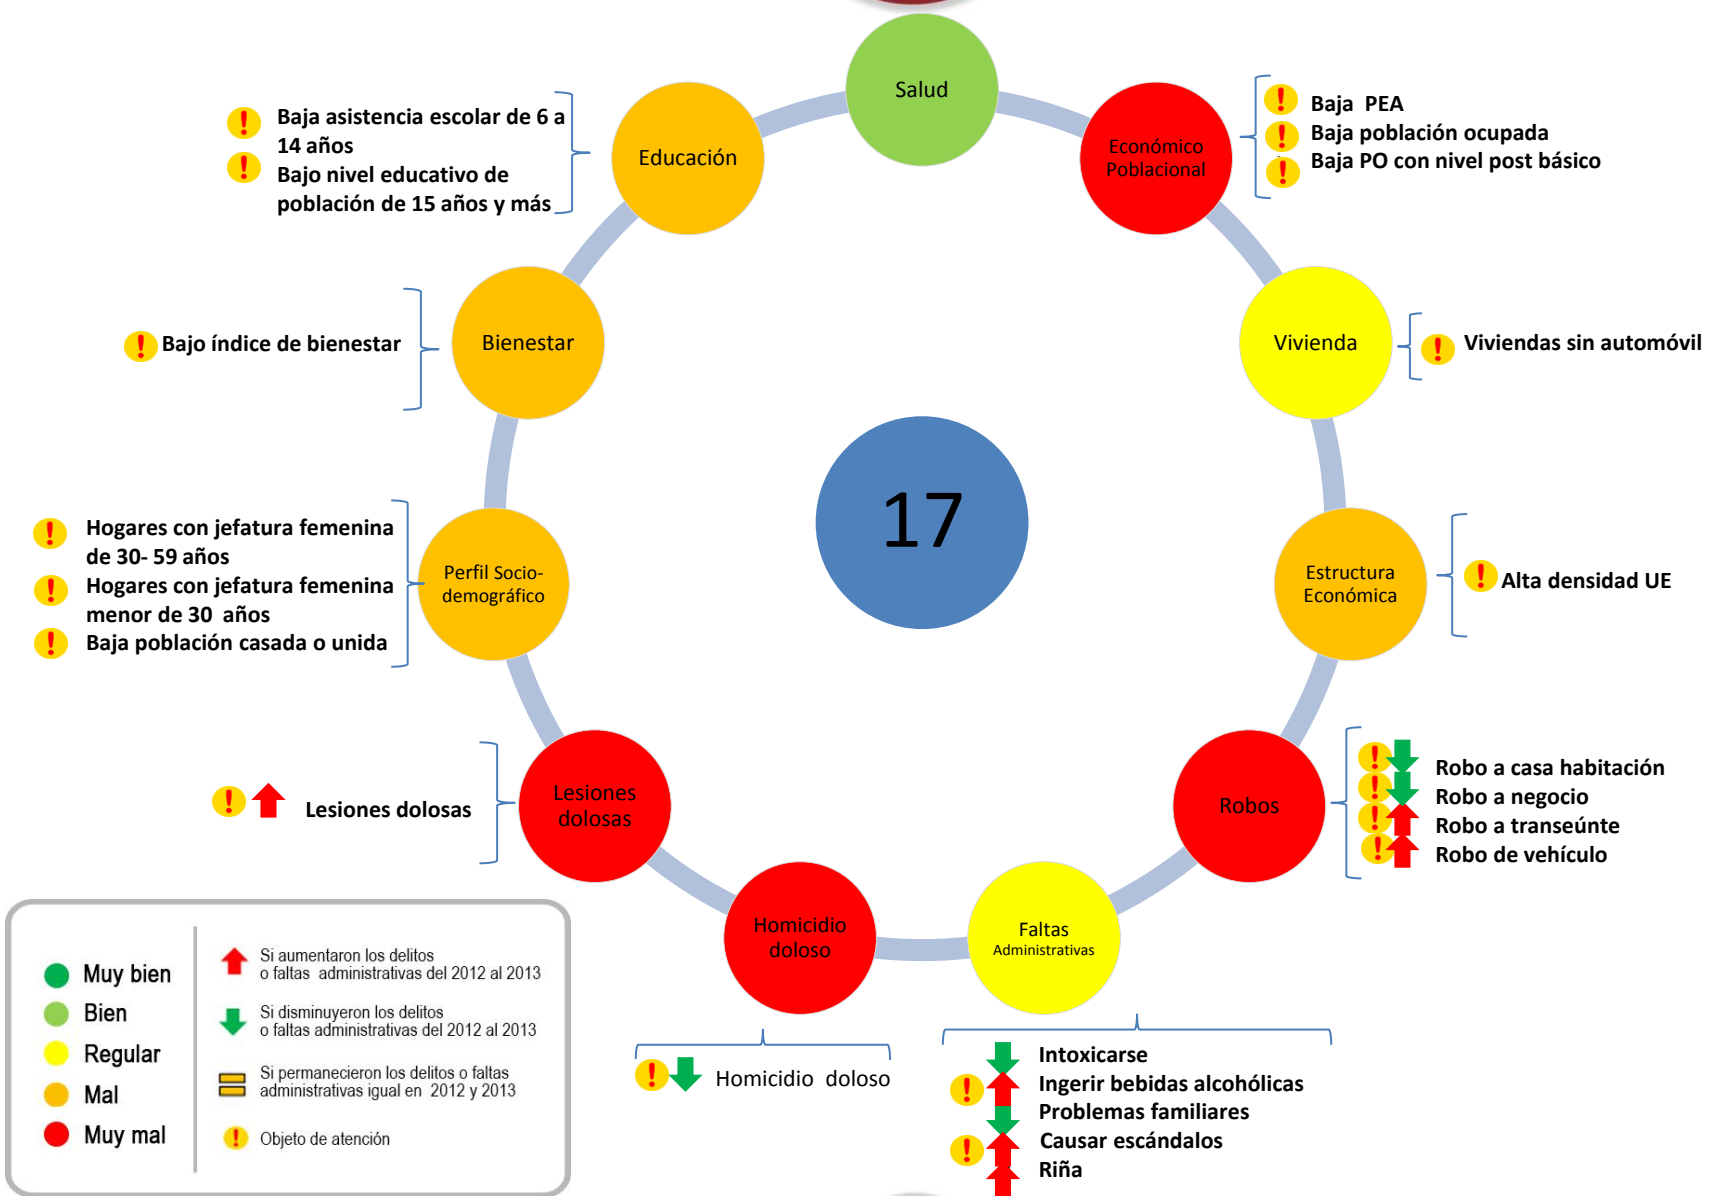 Salud
Económico
Poblacional
Baja PEA
Baja población ocupada
Baja PO con nivel post básico
Baja asistencia escolar de 6 a
14 años
Bajo nivel educativo de
población de 15 años y más
Educación
Bajo índice de bienestar
Bienestar
Vivienda
Viviendas sin automóvil
17
Hogares con jefatura femenina
de 30- 59 años
Hogares con jefatura femenina
menor de 30 años
Baja población casada o unida
Perfil Socio-
demográfico
Estructura
Económica
Alta densidad UE
Lesiones dolosas
Lesiones
dolosas
Robos
Robo a casa habitación
Robo a negocio
Robo a transeúnte
Robo de vehículo
Homicidio
doloso
Faltas
Administrativas
Homicidio doloso
Intoxicarse
Ingerir bebidas alcohólicas
Problemas familiares
Causar escándalos
Riña
Muy bien
Bien
Regular
Mal
Muy mal
Si aumentaron los delitos
o faltas administrativas del 2012 al 2013
Si disminuyeron los delitos
o faltas administrativas del 2012 al 2013
Si permanecieron los delitos o faltas
administrativas igual en 2012 y 2013
Objeto de atención